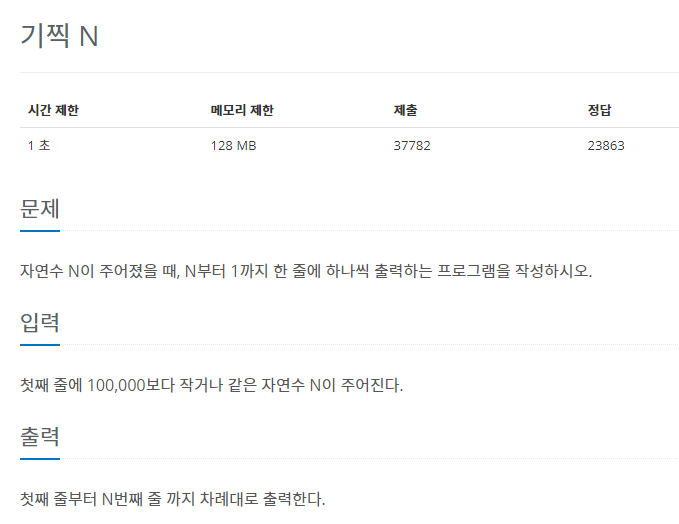 기찍 N
시간 제한 메모리 제한 제출 정답
1 초 128 MB 37782 23863
문제
자연수 N이 주어졌을 때, N부터 1까지 한 줄에 하나씩 출력하는 프로그램을 작성하시오.
입력
첫째 줄에 100,000보다 작거나 같은 자연수 N이 주어진다.
출력
첫째 줄부터 N번째 줄 까지 차례대로 출력한다.